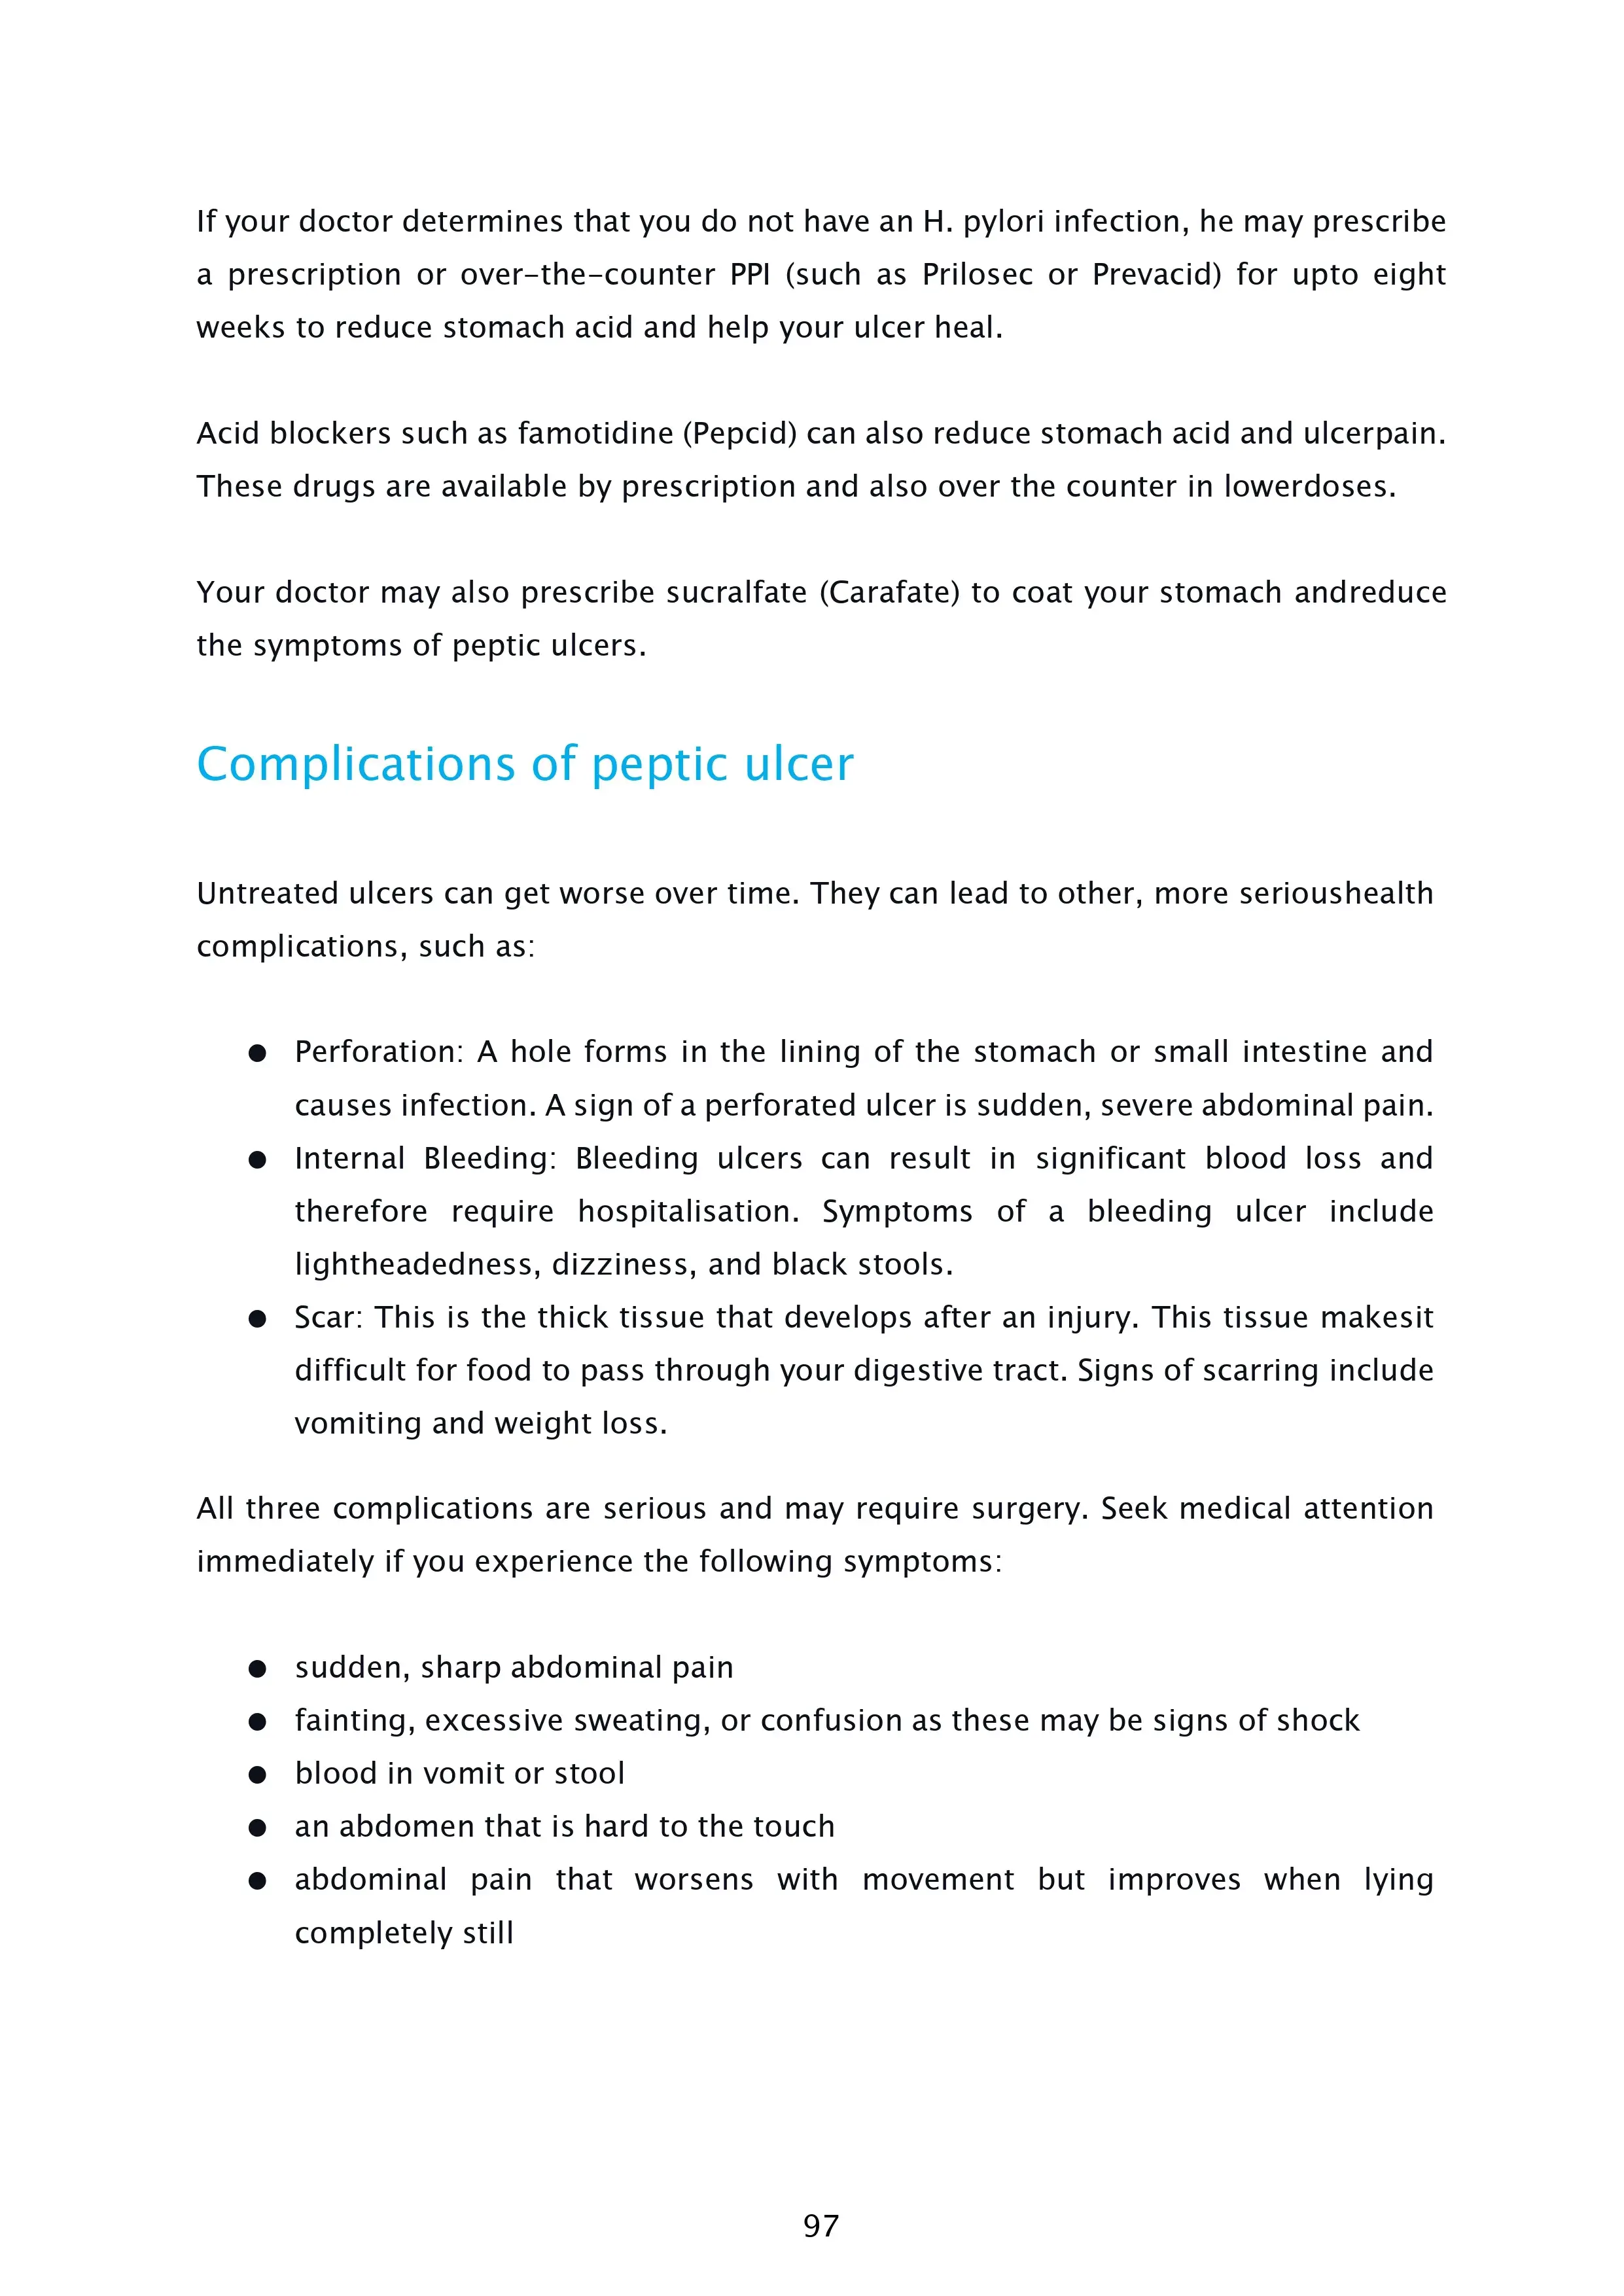 If your doctor determines that you do not have an H. pylori infection, he may prescribe
a prescription or over-the-counter PPI (such as Prilosec or Prevacid) for upto eight
weeks to reduce stomach acid and help your ulcer heal.
Acid blockers such as famotidine (Pepcid) can also reduce stomach acid and ulcerpain.
These drugs are available by prescription and also over the counter in lowerdoses.
Your doctor may also prescribe sucralfate (Carafate) to coat your stomach andreduce
the symptoms of peptic ulcers.
Complications of peptic ulcer
Untreated ulcers can get worse over time. They can lead to other, more serioushealth
complications, such as:
● Perforation: A hole forms in the lining of the stomach or small intestine and
causes infection. A sign of a perforated ulcer is sudden, severe abdominal pain.
● Internal Bleeding: Bleeding ulcers can result in significant blood loss and
therefore require hospitalisation. Symptoms of a bleeding ulcer include
lightheadedness, dizziness, and black stools.
● Scar: This is the thick tissue that develops after an injury. This tissue makesit
difficult for food to pass through your digestive tract. Signs of scarring include
vomiting and weight loss.
All three complications are serious and may require surgery. Seek medical attention
immediately if you experience the following symptoms:
● sudden, sharp abdominal pain
● fainting, excessive sweating, or confusion as these may be signs of shock
● blood in vomit or stool
● an abdomen that is hard to the touch
● abdominal pain that worsens with movement but improves when lying
completely still
97